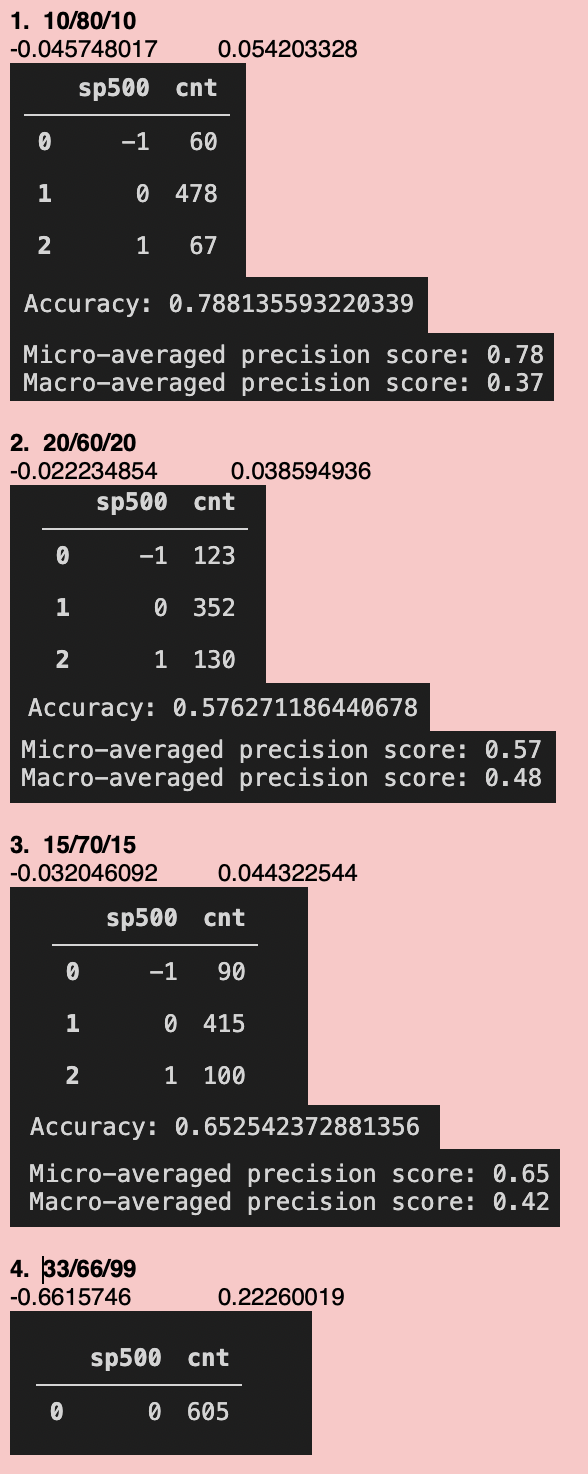 1. 10/80/10
-0.045748017 0.054203328
sp500 cnt
0 -1 60
1 0 478
2 1 67
Accuracy: 0.788135593220339
Micro-averaged precision score: 0.78
Macro-averaged precision score: 0.37
2. 20/60/20
-0.022234854 0.038594936
sp500 cnt
0 -1 123
1 0 352
2 1 130
Accuracy: 0.576271186440678
Micro-averaged precision score: 0.57
Macro-averaged precision score: 0.48
3. 15/70/15
-0.032046092 0.044322544
sp500 cnt
0 -1 90
1 0 415
2 1 100
Accuracy: 0.652542372881356
Micro-averaged precision score: 0.65
Macro-averaged precision score: 0.42
4. 33/66/99
-0.6615746 0.22260019
sp500 cnt
0 0 605